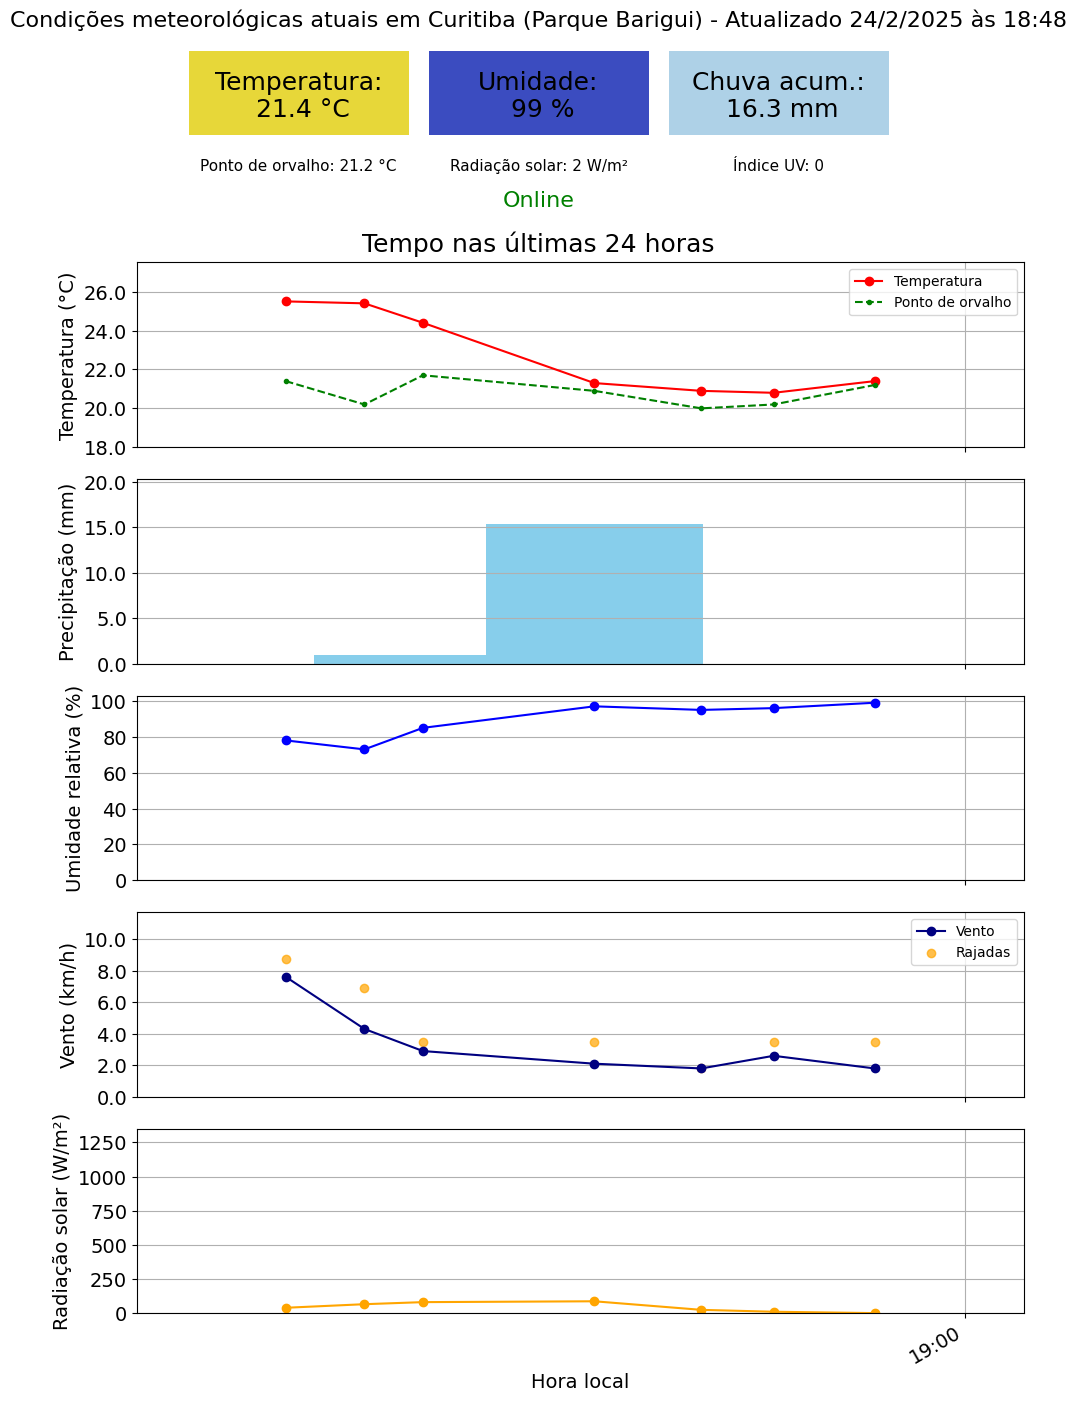 Condições meteorológicas atuais em Curitiba (Parque Barigui) - Atualizado 24/2/2025 às 18:48
Temperatura:
21.4 °C
Umidade:
99 %
Chuva acum.:
16.3 mm
Ponto de orvalho: 21.2 °C
Radiação solar: 2 W/m²
Índice UV: 0
Online
Tempo nas últimas 24 horas
Temperatura (°C)
26.0
24.0
22.0
20.0
18.0
Temperatura
Ponto de orvalho
Precipitação (mm)
20.0
15.0
10.0
5.0
0.0
Umidade relativa (%)
100
80
60
40
20
0
Vento (km/h)
10.0
8.0
6.0
4.0
2.0
0.0
Vento
Rajadas
Radiação solar (W/m²)
1250
1000
750
500
250
0
19:00
Hora local